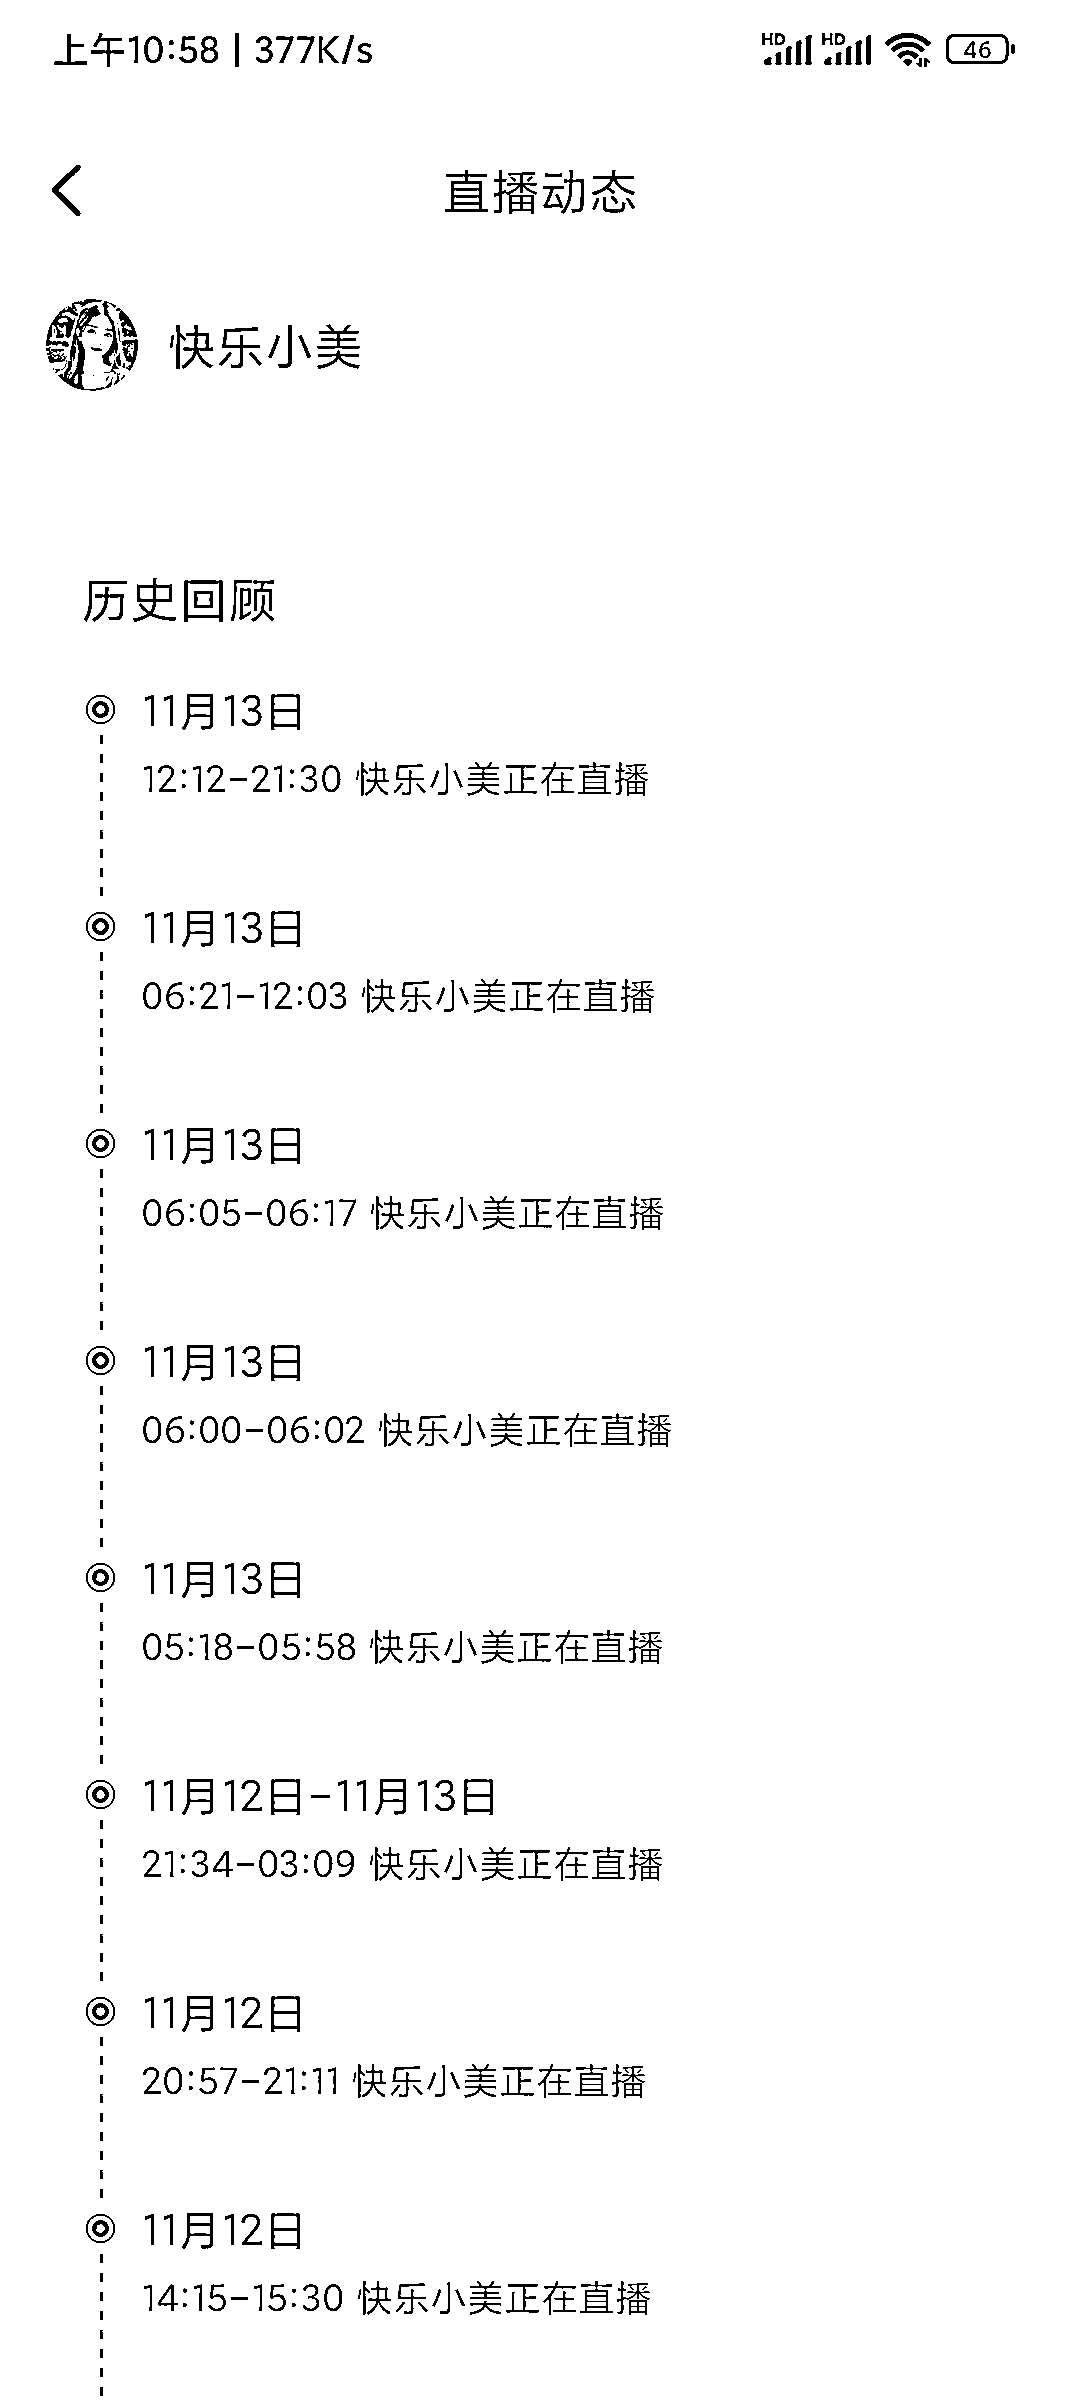 上午10:58 | 377K/s
HD HD 46
直播动态
快乐小美
历史回顾
11月13日
12:12-21:30 快乐小美正在直播
11月13日
06:21-12:03 快乐小美正在直播
11月13日
06:05-06:17 快乐小美正在直播
11月13日
06:00-06:02 快乐小美正在直播
11月13日
05:18-05:58 快乐小美正在直播
11月12日-11月13日
21:34-03:09 快乐小美正在直播
11月12日
20:57-21:11 快乐小美正在直播
11月12日
14:15-15:30 快乐小美正在直播